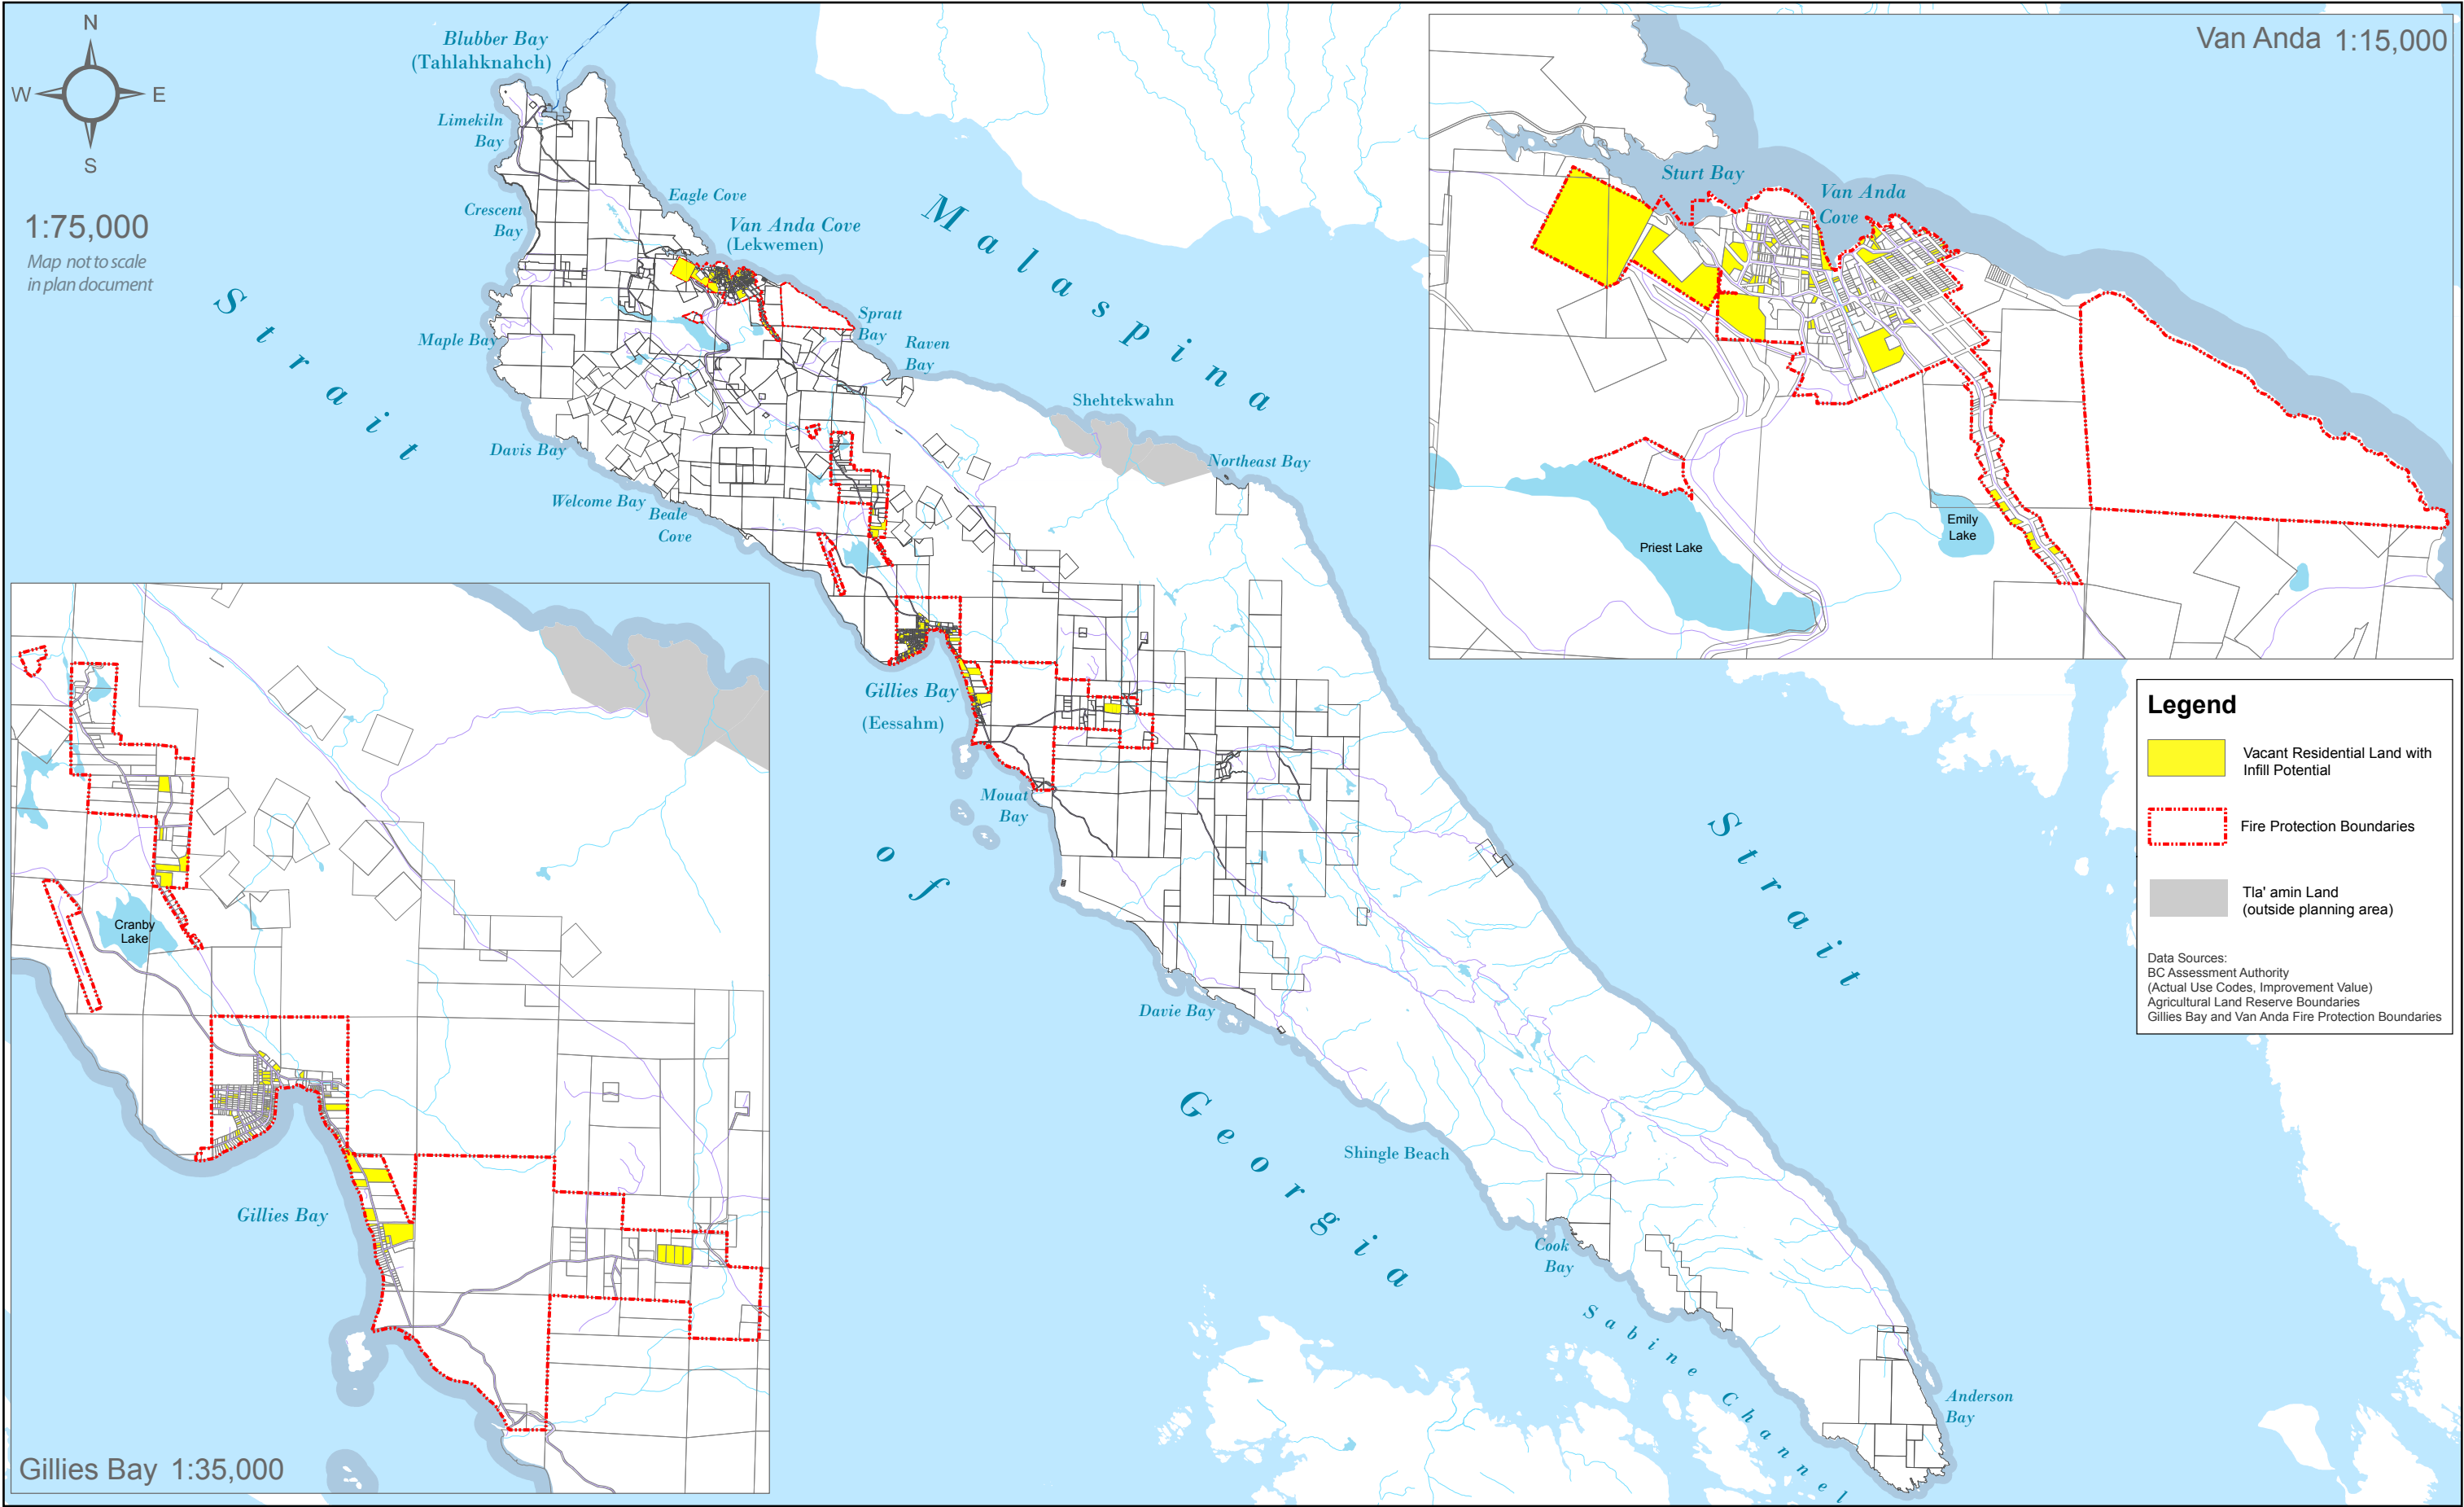 N
W
E
S
1:75,000
Map not to scale
in plan document
Blubber Bay
(Tahlahknahch)
Limekiln
Bay
Crescent
Bay
Eagle Cove
Van Anda Cove
(Lekwemen)
Maple Bay
Spratt
Bay
Raven
Bay
Shehtekwahn
Northeast Bay
Davis Bay
Welcome Bay
Beale
Cove
Gillies Bay
(Eessahm)
Mouat
Bay
Davie Bay
Shingle Beach
Cook
Bay
Anderson
Bay
Sabine Channel
Malaspina
Strait
Strait
of
Georgia
Van Anda 1:15,000
Sturt Bay
Van Anda
Cove
Priest Lake
Emily
Lake
Cranby
Lake
Gillies Bay
Gillies Bay 1:35,000
Legend
Vacant Residential Land with
Infill Potential
Fire Protection Boundaries
Tla' amin Land
(outside planning area)
Data Sources:
BC Assessment Authority
(Actual Use Codes, Improvement Value)
Agricultural Land Reserve Boundaries
Gillies Bay and Van Anda Fire Protection Boundaries